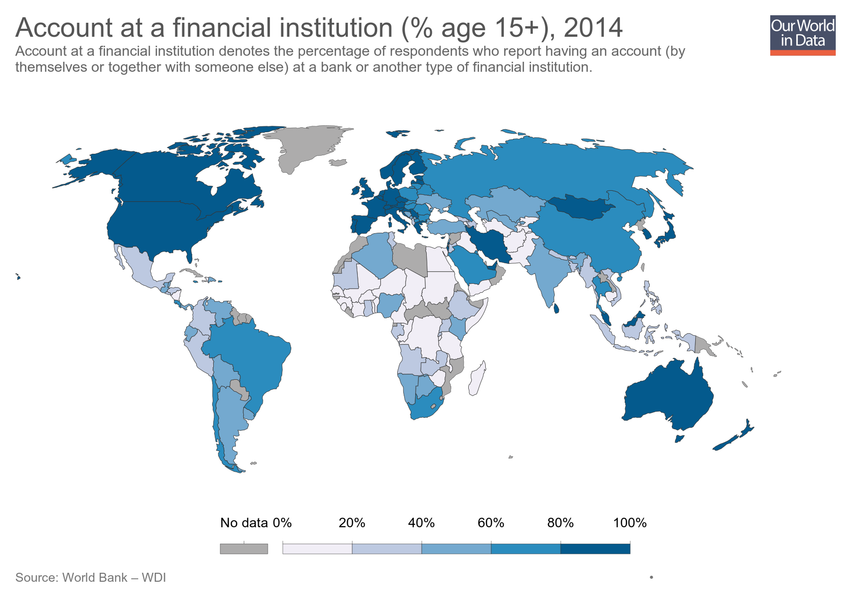 Account at a financial institution (% age 15+), 2014
Our World
in Data
Account at a financial institution denotes the percentage of respondents who report having an account (by
themselves or together with someone else) at a bank or another type of financial institution.
No data 0% 20% 40% 60% 80% 100%
Source: World Bank – WDI